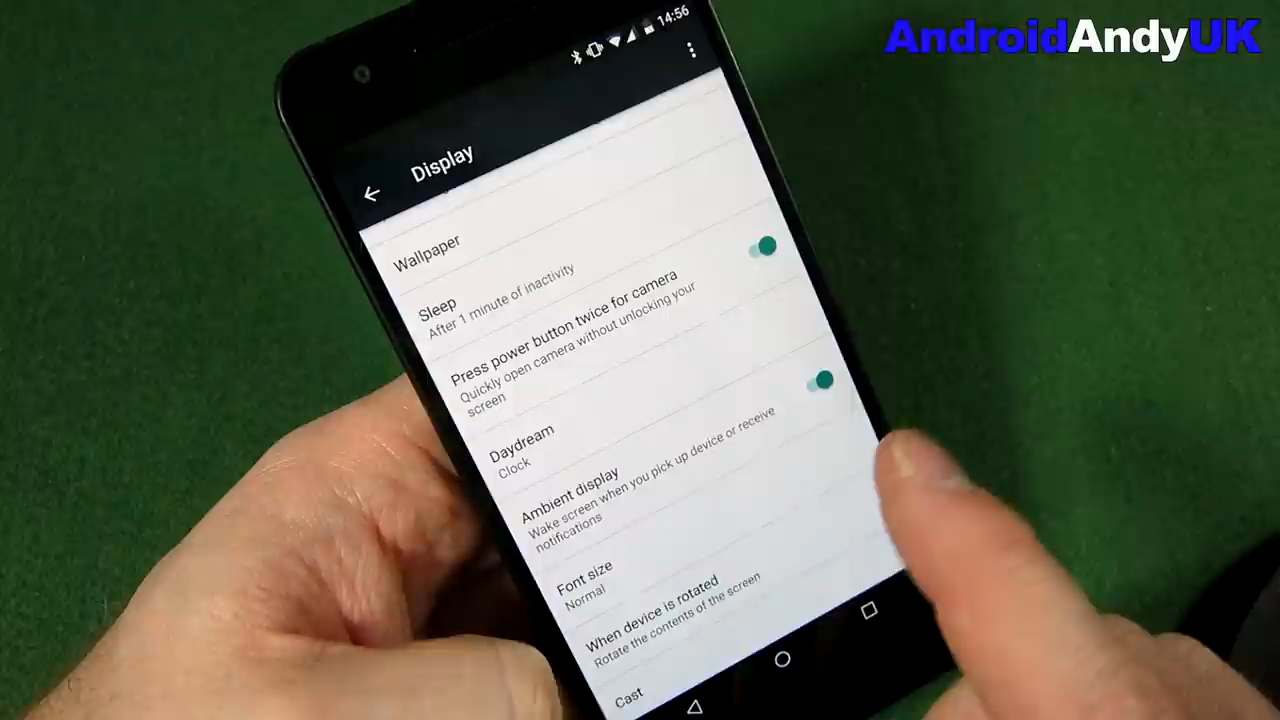 AndroidAndyUK
14:56
Display
Wallpaper
Sleep
After 1 minute of inactivity
Press power button twice for camera
Quickly open camera without unlocking your
screen
Daydream
Clock
Ambient display
Wake screen when you pick up device or receive
notifications
Font size
Normal
When device is rotated
Rotate the contents of the screen
Cast